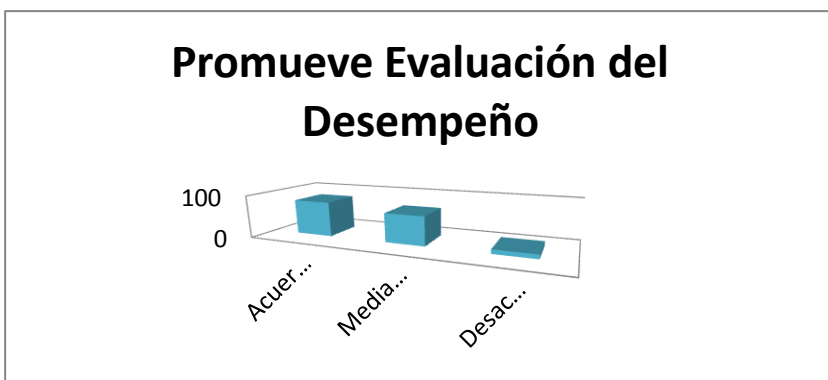 Promueve Evaluación del
Desempeño
100
0
Acuer...
Media...
Desac...